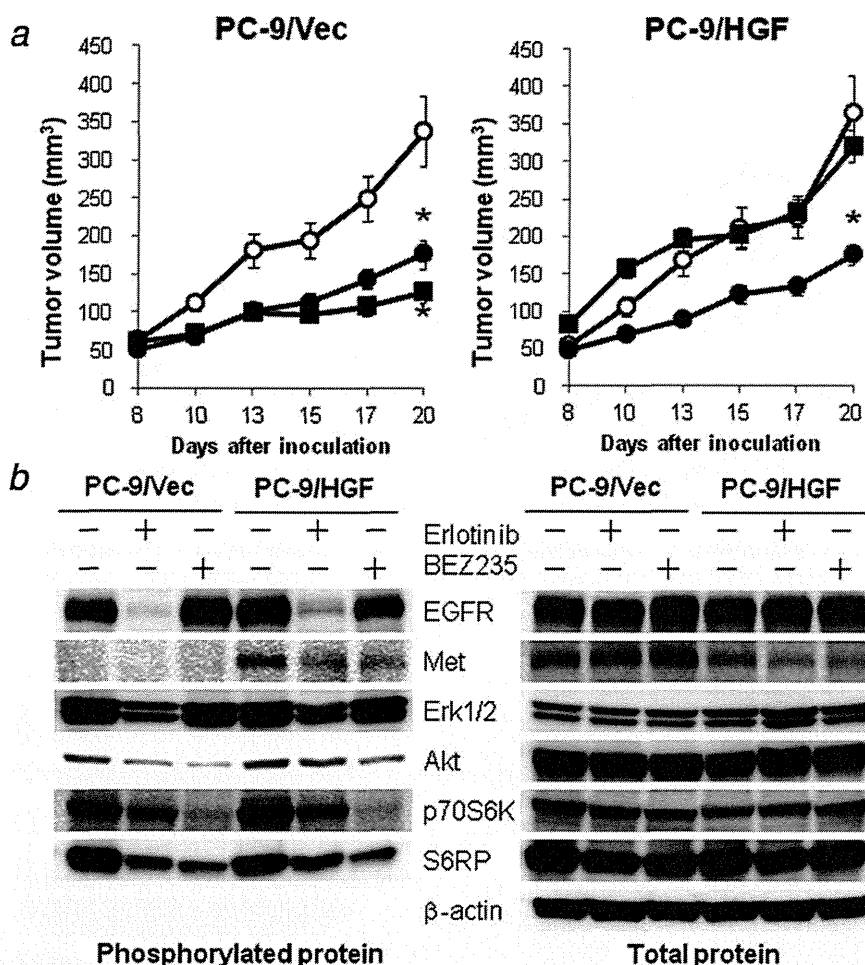 a
PC-9/Vec
PC-9/HGF
Tumor volume (mm³)
450
400
350
300
250
200
150
100
50
0
*
*
8 10 13 15 17 20
Days after inoculation
Tumor volume (mm³)
450
400
350
300
250
200
150
100
50
0
*
8 10 13 15 17 20
Days after inoculation
b
PC-9/Vec PC-9/HGF PC-9/Vec PC-9/HGF
− + − − + − Erlotinib − + − − + −
− − + − − + BEZ235 − − + − − +
EGFR
Met
Erk1/2
Akt
p70S6K
S6RP
β-actin
Phosphorylated protein
Total protein